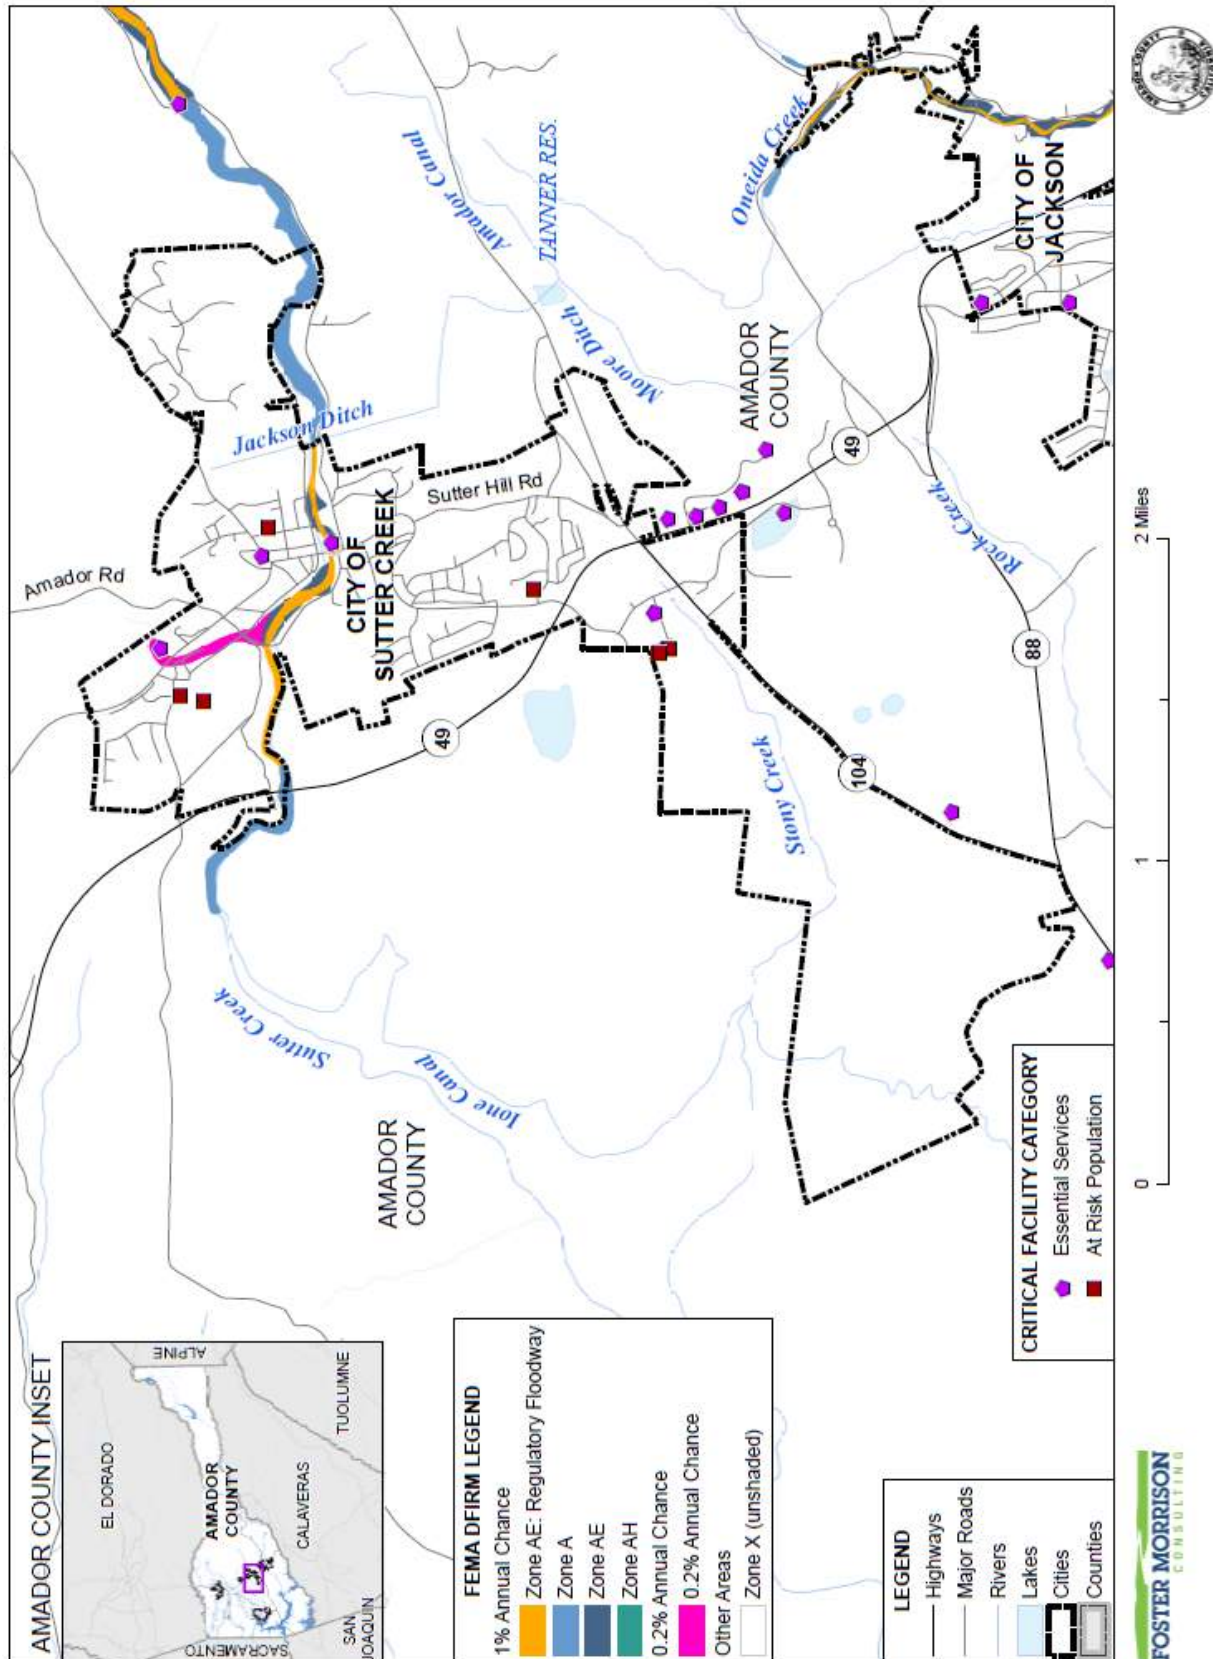 AMADOR COUNTY INSET
EL DORADO
ALPINE
AMADOR
COUNTY
SACRAMENTO
CALAVERAS
TUOLUMNE
SAN
JOAQUIN
FEMA DFIRM LEGEND
1% Annual Chance
Zone AE: Regulatory Floodway
Zone A
Zone AE
Zone AH
0.2% Annual Chance
0.2% Annual Chance
Other Areas
Zone X (unshaded)
LEGEND
Highways
Major Roads
Rivers
Lakes
Cities
Counties
CRITICAL FACILITY CATEGORY
Essential Services
At Risk Population
Amador Rd
Jackson Ditch
CITY OF
SUTTER CREEK
Sutter Hill Rd
Amador Canal
TANNER RES.
Moore Ditch
Oneida Creek
CITY OF
JACKSON
AMADOR
COUNTY
49
49
Rock Creek
88
104
Stony Creek
Sutter Creek
Ione Canal
AMADOR
COUNTY
0
1
2 Miles
FOSTER MORRISON
CONSULTING
AMADOR COUNTY